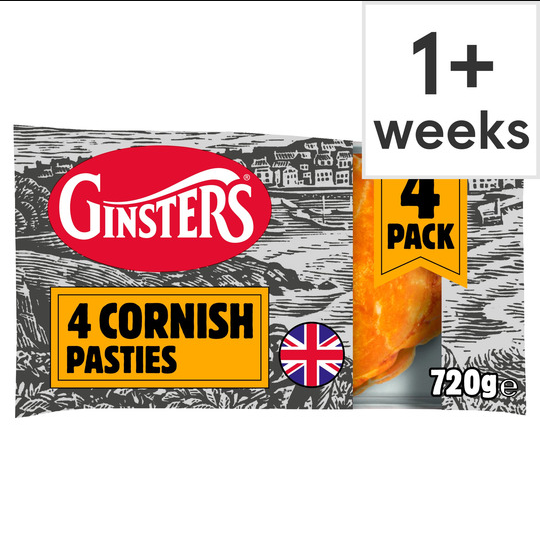 1+
weeks
GINSTERS®
4
PACK
4 CORNISH
PASTIES
720g℮